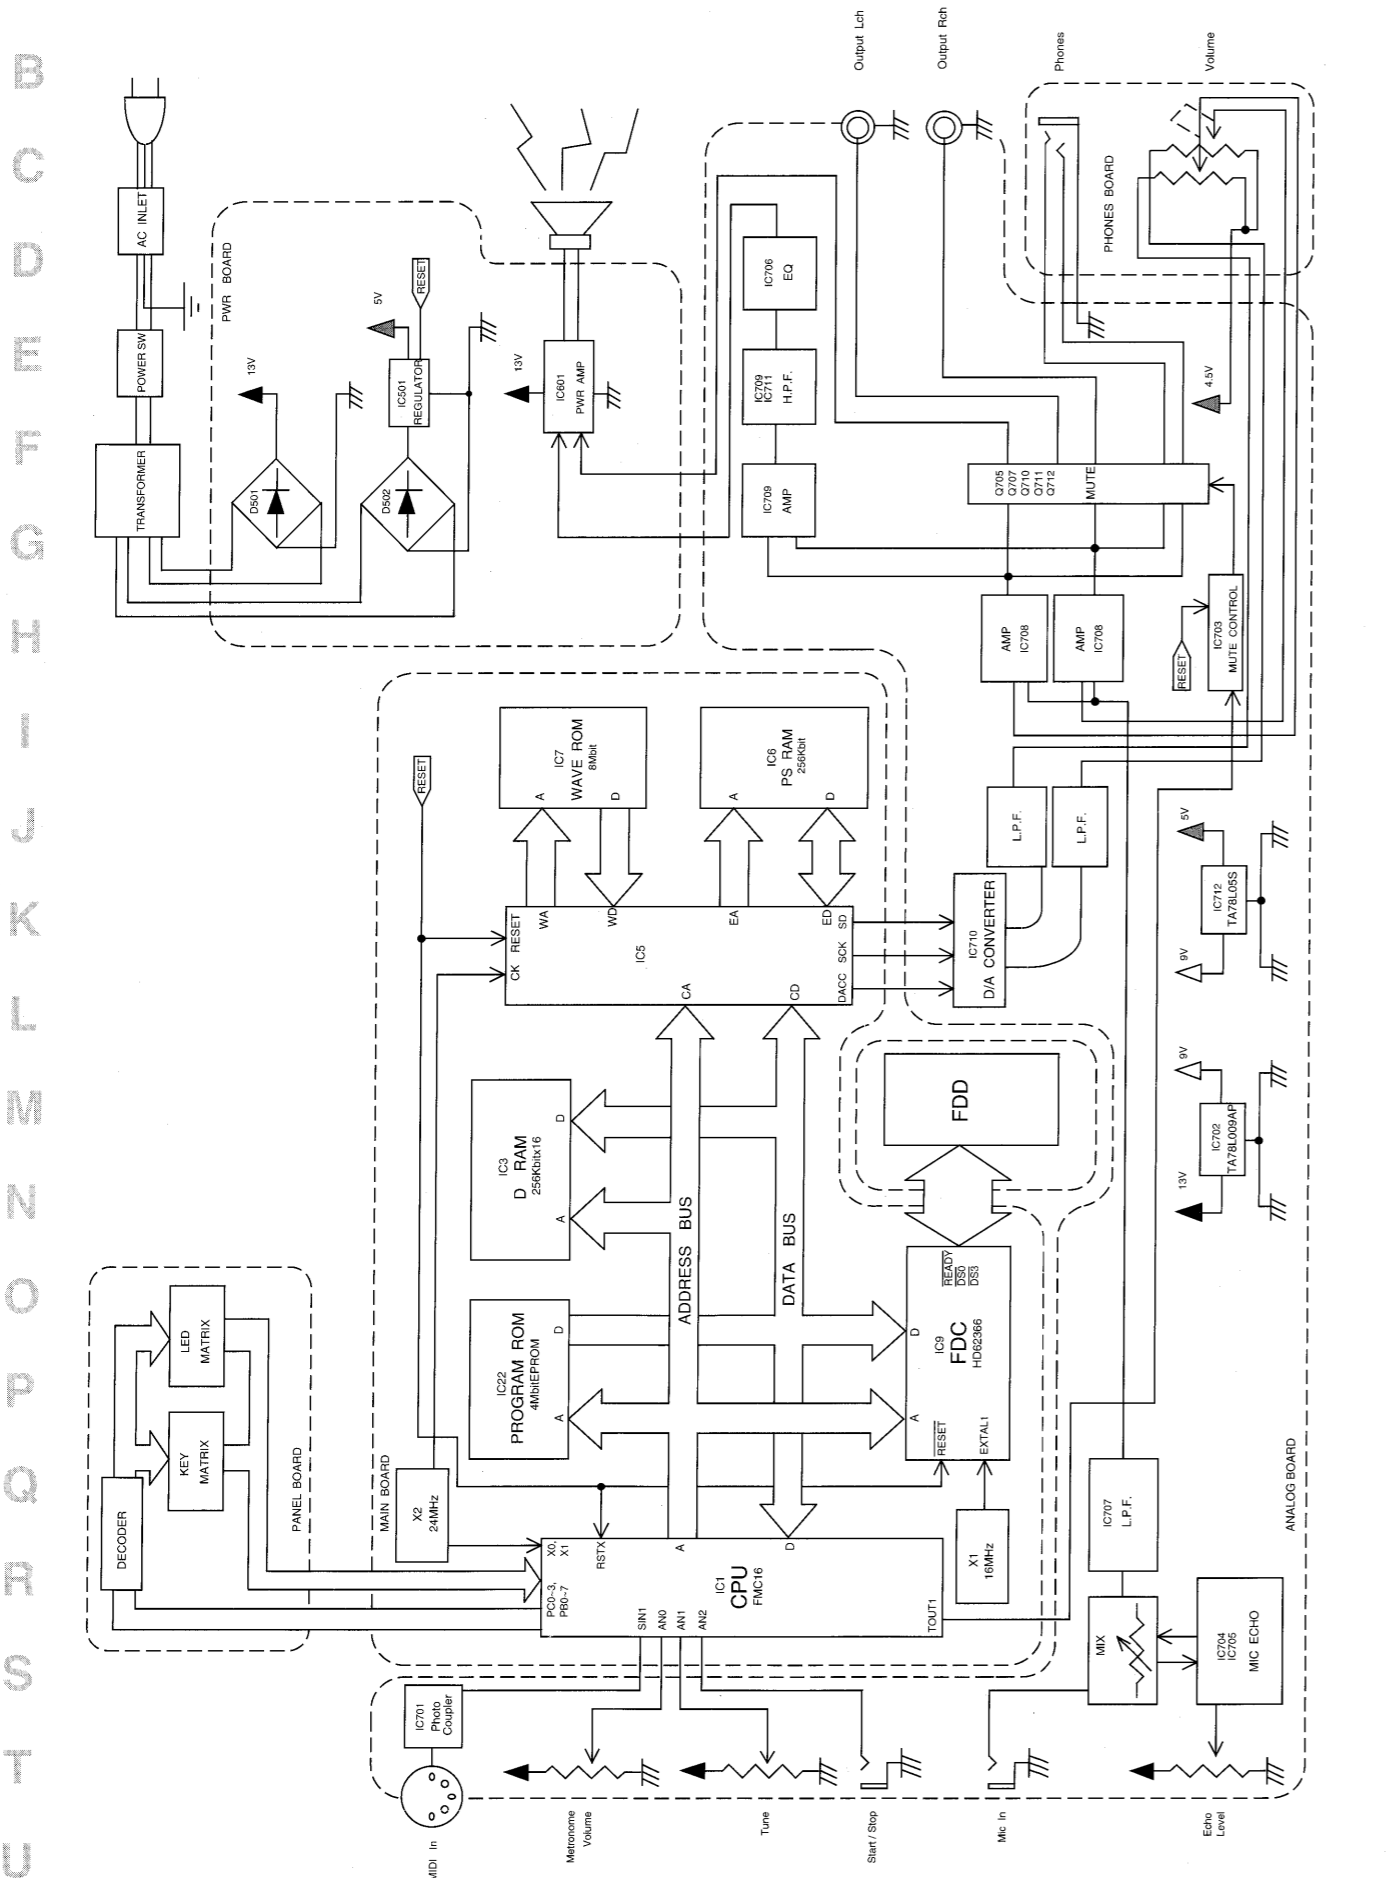 B
C
D
E
F
G
H
I
J
K
L
M
N
O
P
Q
R
S
T
U
AC INLET
POWER SW
TRANSFORMER
PWR BOARD
13V
D501
5V
RESET
IC501
REGULATOR
D502
13V
IC601
PWR AMP
Output Lch
Output Rch
Phones
Volume
PHONES BOARD
IC706
EQ
IC709
IC711
H.P.F.
IC709
AMP
4.5V
Q705
Q707
Q710
Q711
Q712
MUTE
AMP
IC708
AMP
IC708
RESET
IC703
MUTE CONTROL
RESET
IC7
WAVE ROM
8Mbit
A
D
IC6
PS RAM
256Kbit
A
D
L.P.F.
L.P.F.
CK
RESET
WA
WD
EA
ED
IC5
CA
CD
DACC
SCK
SD
IC710
D/A CONVERTER
5V
IC712
TA78L05S
9V
9V
IC702
TA78L009AP
13V
IC3
D RAM
256Kbitx16
A
D
FDD
ADDRESS BUS
DATA BUS
IC22
PROGRAM ROM
4MbitEPROM
A
D
IC9
FDC
HD62366
READY
DS0
DS3
A
D
RESET
EXTAL1
LED
MATRIX
KEY
MATRIX
DECODER
PANEL BOARD
MAIN BOARD
X2
24MHz
X1
16MHz
IC1
CPU
FMC16
PC0~3,
PB0~7
X0,
X1
RSTX
A
D
SIN1
AN0
AN1
AN2
TOUT1
IC707
L.P.F.
ANALOG BOARD
MIX
IC704
IC705
MIC ECHO
IC701
Photo
Coupler
MIDI In
Metronome
Volume
Tune
Start / Stop
Mic In
Echo
Level